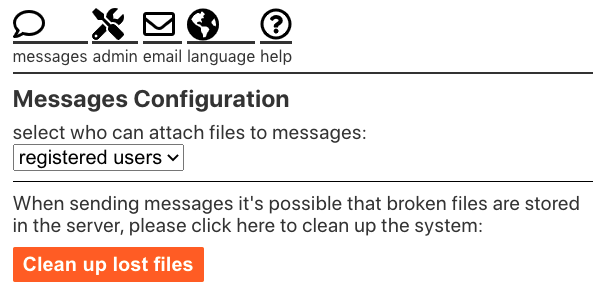 messages admin email language help
Messages Configuration
select who can attach files to messages:
registered users
When sending messages it's possible that broken files are stored
in the server, please click here to clean up the system:
Clean up lost files